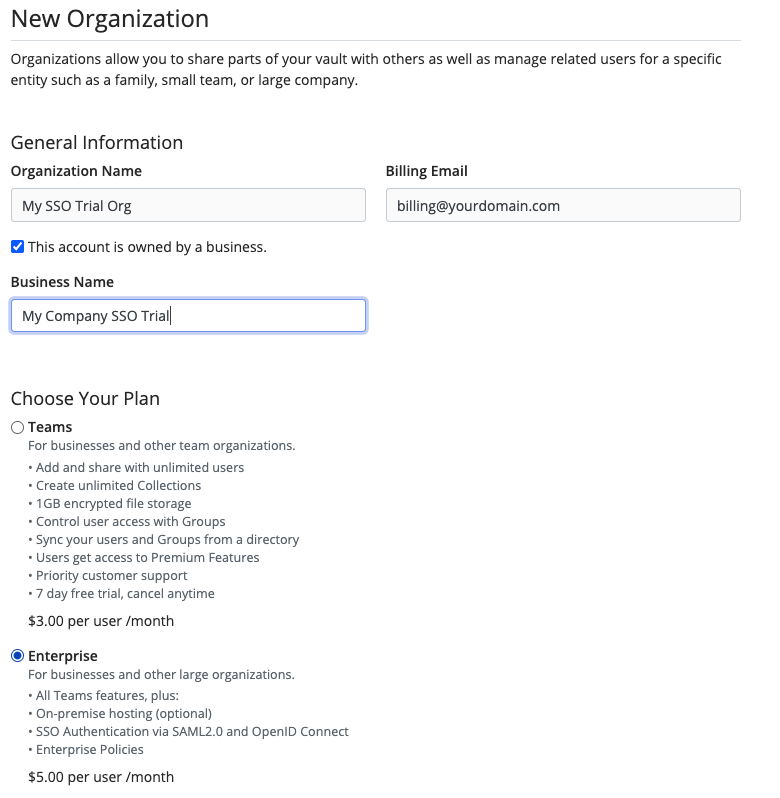 New Organization
Organizations allow you to share parts of your vault with others as well as manage related users for a specific
entity such as a family, small team, or large company.
General Information
Organization Name
Billing Email
My SSO Trial Org
billing@yourdomain.com
This account is owned by a business.
Business Name
My Company SSO Trial
Choose Your Plan
Teams
For businesses and other team organizations.
• Add and share with unlimited users
• Create unlimited Collections
• 1GB encrypted file storage
• Control user access with Groups
• Sync your users and Groups from a directory
• Users get access to Premium Features
• Priority customer support
• 7 day free trial, cancel anytime
$3.00 per user /month
Enterprise
For businesses and other large organizations.
• All Teams features, plus:
• On-premise hosting (optional)
• SSO Authentication via SAML2.0 and OpenID Connect
• Enterprise Policies
$5.00 per user /month